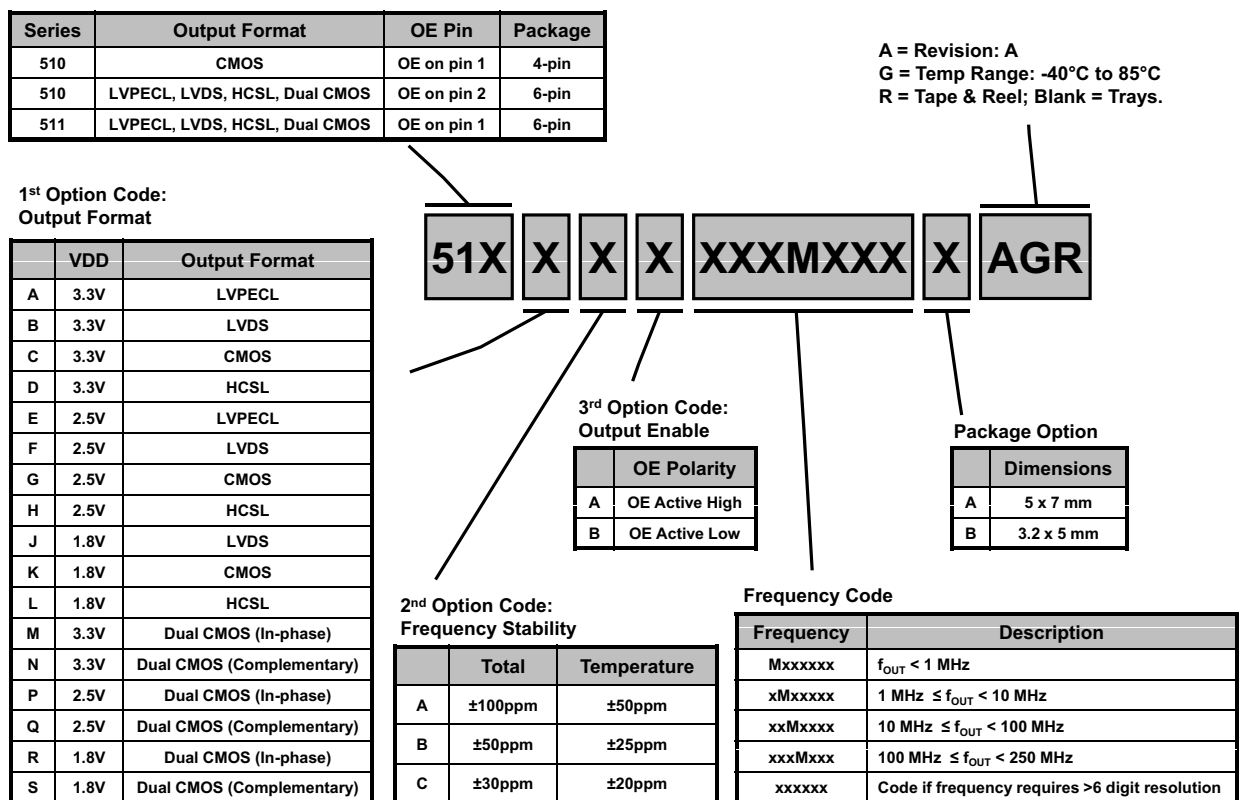 Series Output Format OE Pin Package
510 CMOS OE on pin 1 4-pin
510 LVPECL, LVDS, HCSL, Dual CMOS OE on pin 2 6-pin
511 LVPECL, LVDS, HCSL, Dual CMOS OE on pin 1 6-pin
A = Revision: A
G = Temp Range: -40°C to 85°C
R = Tape & Reel; Blank = Trays.
51X X X X XXXMXXX X AGR
1st Option Code:
Output Format
VDD Output Format
A 3.3V LVPECL
B 3.3V LVDS
C 3.3V CMOS
D 3.3V HCSL
E 2.5V LVPECL
F 2.5V LVDS
G 2.5V CMOS
H 2.5V HCSL
J 1.8V LVDS
K 1.8V CMOS
L 1.8V HCSL
M 3.3V Dual CMOS (In-phase)
N 3.3V Dual CMOS (Complementary)
P 2.5V Dual CMOS (In-phase)
Q 2.5V Dual CMOS (Complementary)
R 1.8V Dual CMOS (In-phase)
S 1.8V Dual CMOS (Complementary)
3rd Option Code:
Output Enable
OE Polarity
A OE Active High
B OE Active Low
Package Option
Dimensions
A 5 x 7 mm
B 3.2 x 5 mm
2nd Option Code:
Frequency Stability
Total Temperature
A ±100ppm ±50ppm
B ±50ppm ±25ppm
C ±30ppm ±20ppm
Frequency Code
Frequency Description
Mxxxxxx fOUT < 1 MHz
xMxxxxx 1 MHz ≤ fOUT < 10 MHz
xxMxxxx 10 MHz ≤ fOUT < 100 MHz
xxxMxxx 100 MHz ≤ fOUT < 250 MHz
xxxxxx Code if frequency requires >6 digit resolution